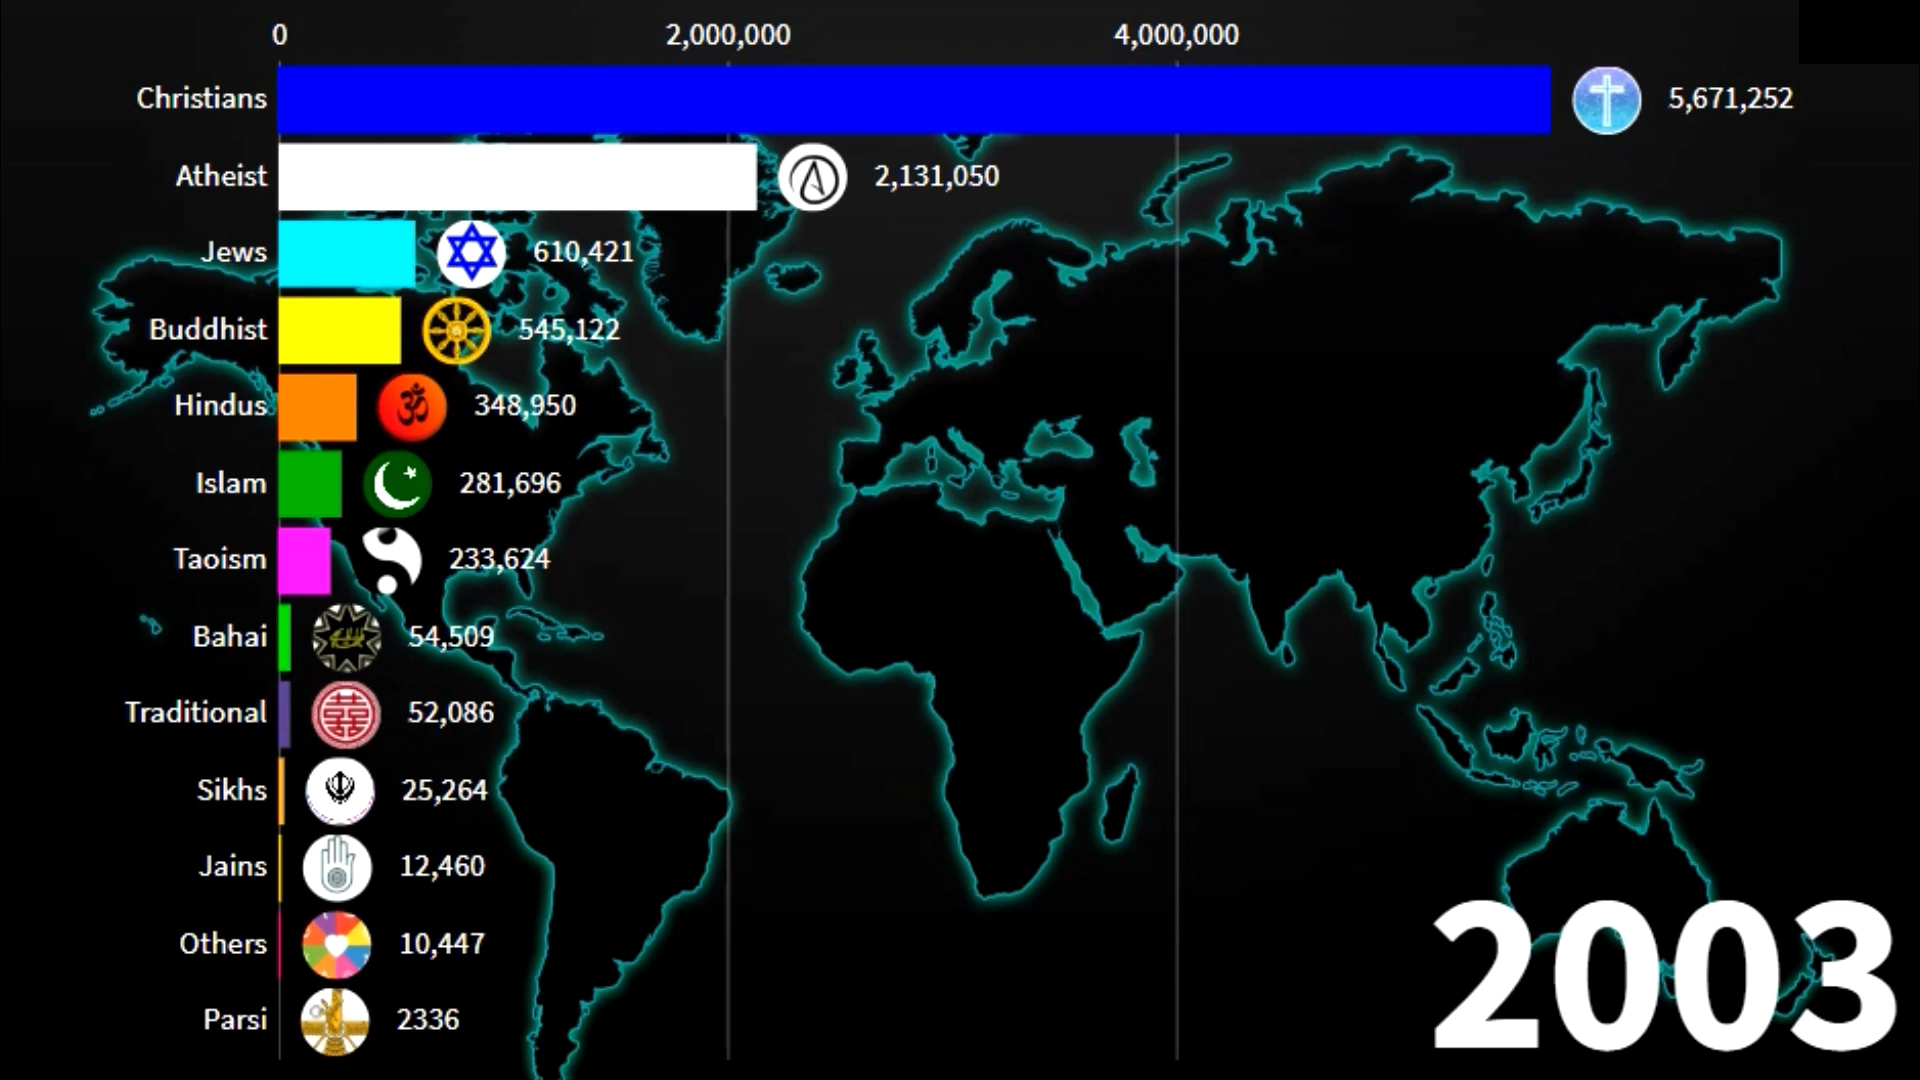 0 2,000,000 4,000,000
Christians 5,671,252
Atheist 2,131,050
Jews 610,421
Buddhist 545,122
Hindus ॐ 348,950
Islam 281,696
Taoism 233,624
Bahai 54,509
Traditional 囍 52,086
Sikhs 25,264
Jains 12,460
Others 10,447
Parsi 2336
2003